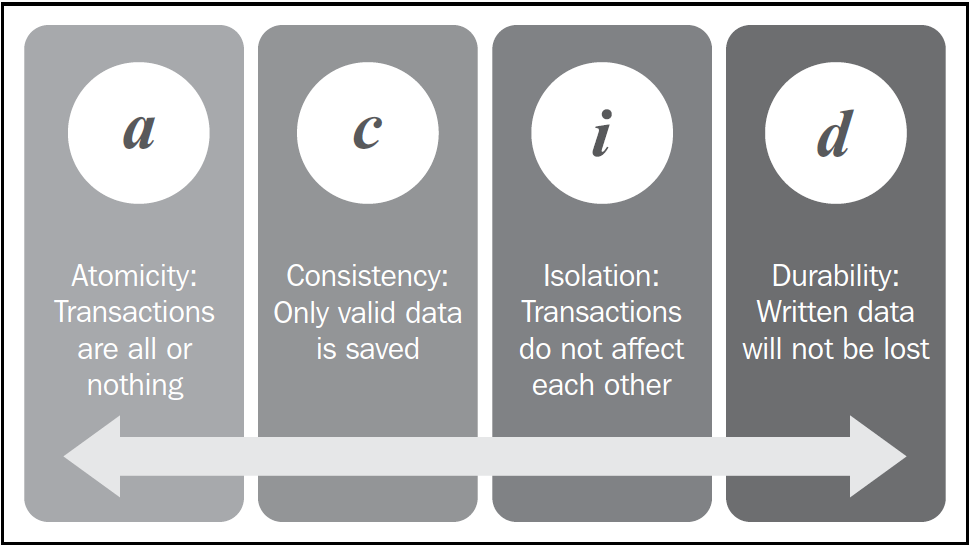 a
c
i
d
Atomicity:
Transactions
are all or
nothing
Consistency:
Only valid data
is saved
Isolation:
Transactions
do not affect
each other
Durability:
Written data
will not be lost